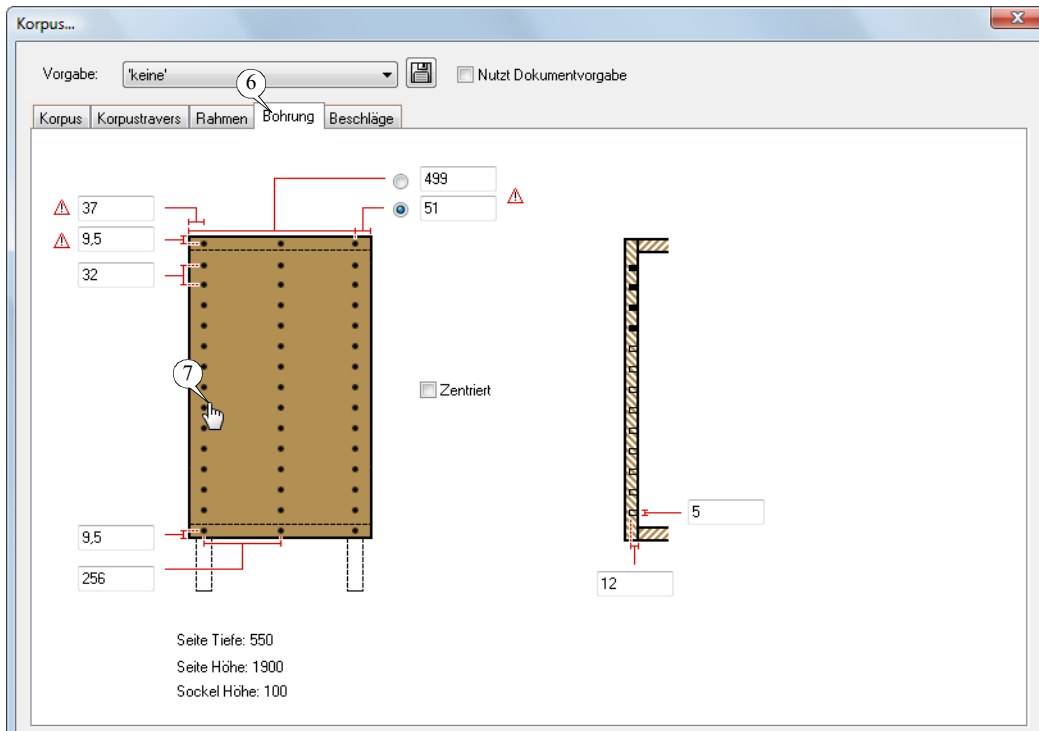 Korpus...
Vorgabe: 'keine' Nutzt Dokumentvorgabe
6
Korpus Korpustravers Rahmen Bohrung Beschläge
499
37 51
9,5
32
7
Zentriert
5
9,5
256
12
Seite Tiefe: 550
Seite Höhe: 1900
Sockel Höhe: 100